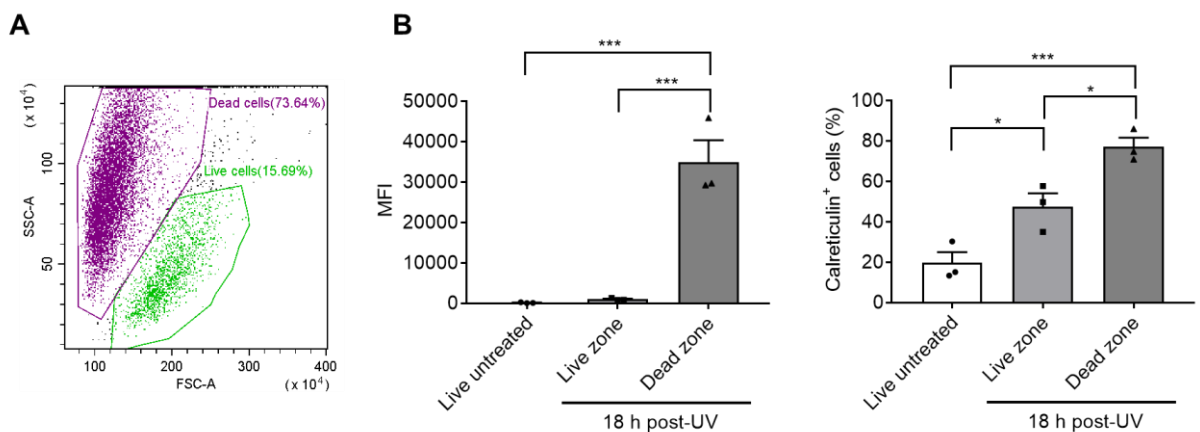 A
(x 10⁴)
Dead cells(73.64%)
Live cells(15.69%)
100
50
SSC-A
100 200 300 400
FSC-A (x 10⁴)
B
***
***
50000
40000
30000
20000
10000
0
MFI
Live untreated
Live zone
Dead zone
18 h post-UV
***
*
*
100
80
60
40
20
0
Calreticulin⁺ cells (%)
Live untreated
Live zone
Dead zone
18 h post-UV